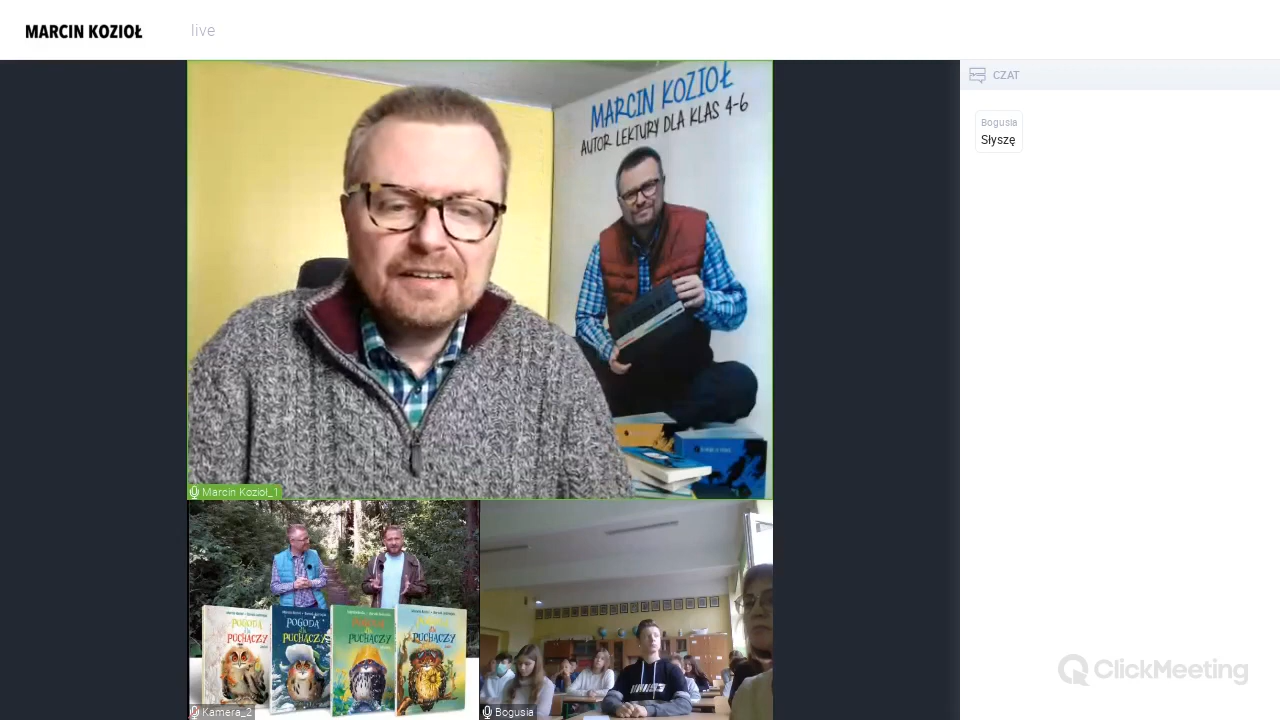 MARCIN KOZIOŁ
live
CZAT
Bogusia
Słyszę
MARCIN KOZIOŁ
AUTOR LEKTURY DLA KLAS 4-6
Marcin Kozioł_1
POGODA
dla
PUCHACZY
POGODA
dla
PUCHACZY
POGODA
dla
PUCHACZY
POGODA
dla
PUCHACZY
Kamera_2
Bogusia
ClickMeeting